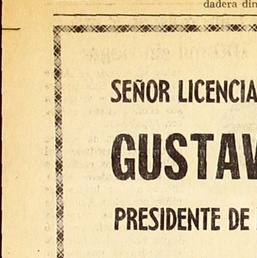 dadera din
SEÑOR LICENCIA
GUSTAV
PRESIDENTE DE